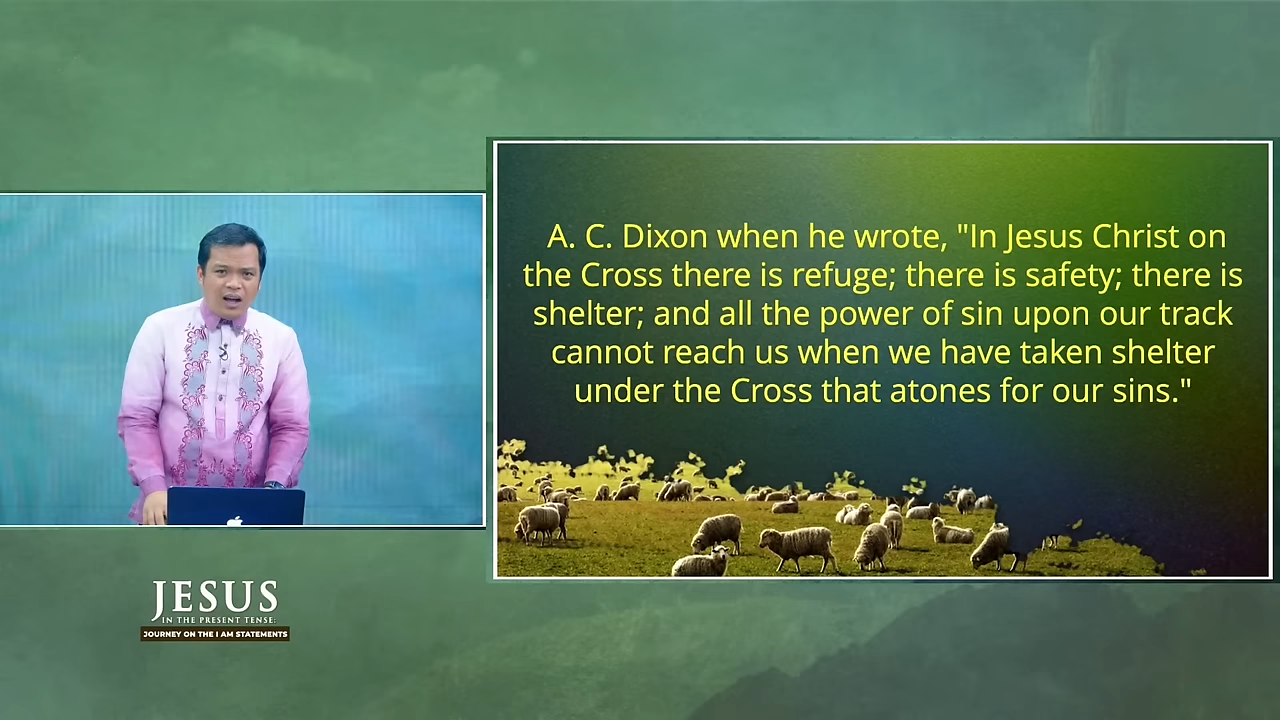 A. C. Dixon when he wrote, "In Jesus Christ on
the Cross there is refuge; there is safety; there is
shelter; and all the power of sin upon our track
cannot reach us when we have taken shelter
under the Cross that atones for our sins."
JESUS
IN THE PRESENT TENSE:
JOURNEY ON THE I AM STATEMENTS